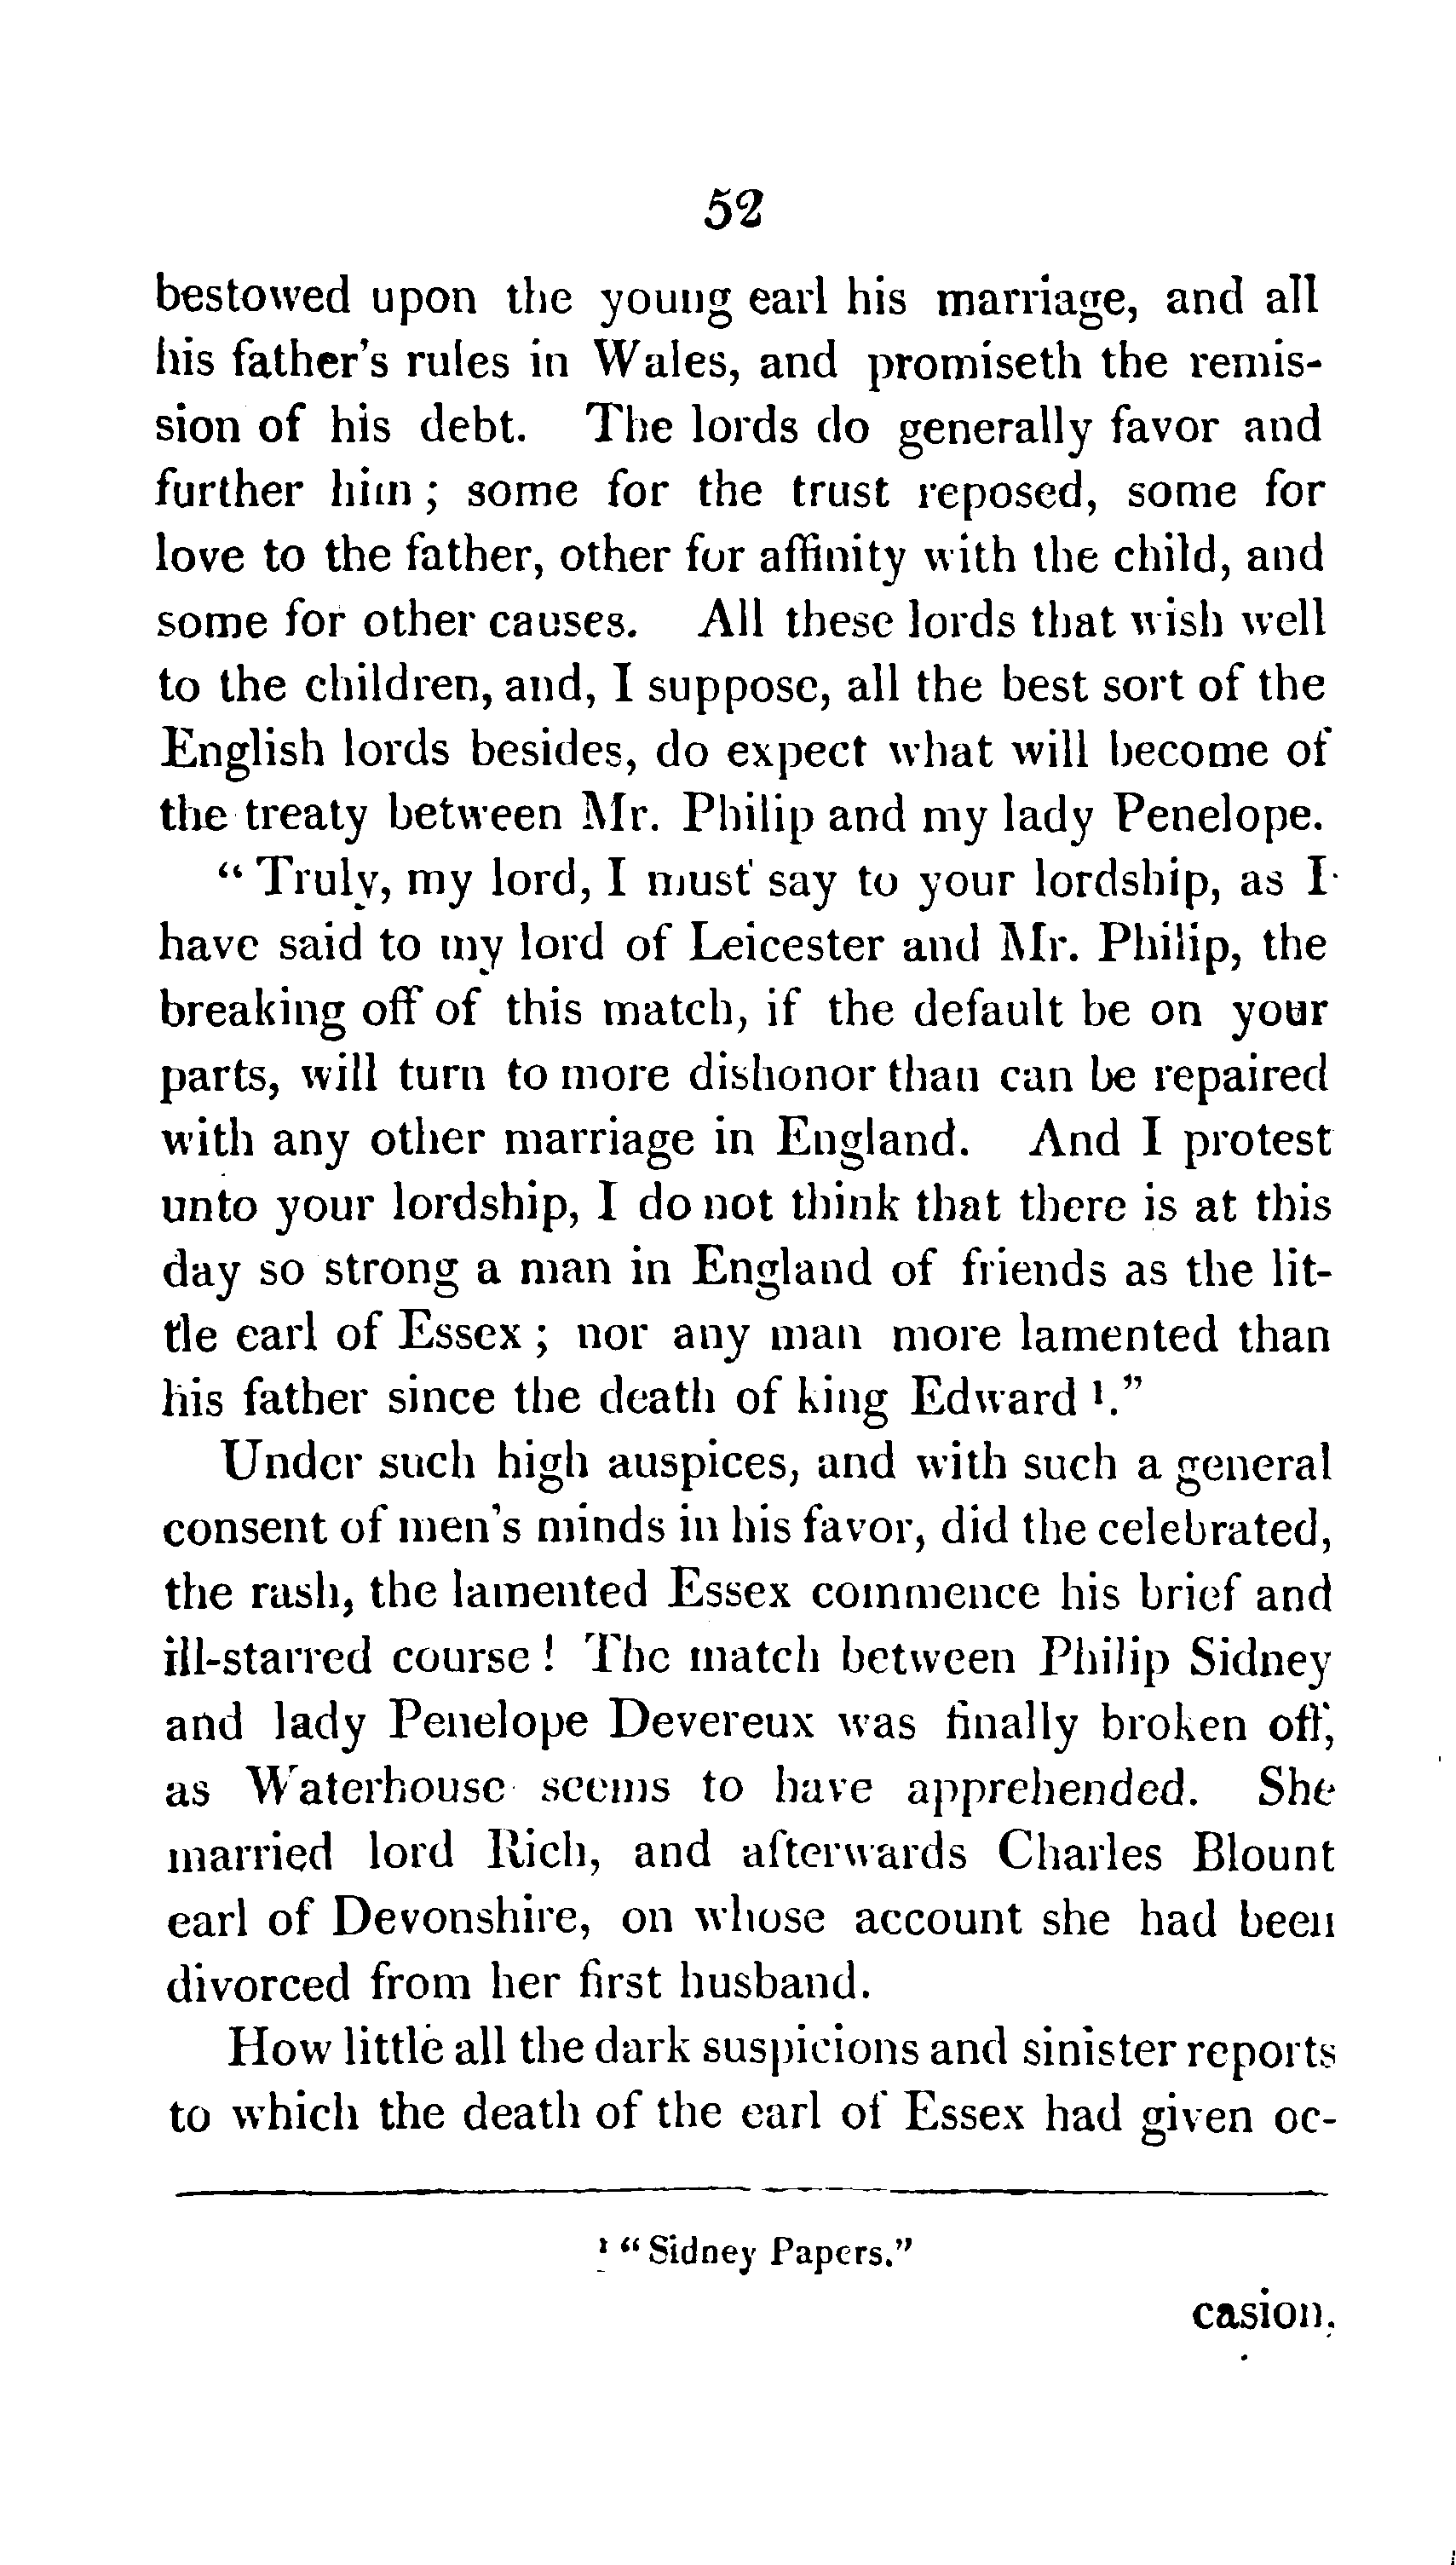 52
bestowed upon the young earl his marriage, and all
his father's rules in Wales, and promiseth the remis-
sion of his debt. The lords do generally favor and
further him ; some for the trust reposed, some for
love to the father, other for affinity with the child, and
some for other causes. All these lords that wish well
to the children, and, I suppose, all the best sort of the
English lords besides, do expect what will become of
the treaty between Mr. Philip and my lady Penelope.
“ Truly, my lord, I must say to your lordship, as I
have said to my lord of Leicester and Mr. Philip, the
breaking off of this match, if the default be on your
parts, will turn to more dishonor than can be repaired
with any other marriage in England. And I protest
unto your lordship, I do not think that there is at this
day so strong a man in England of friends as the lit-
tle earl of Essex ; nor any man more lamented than
his father since the death of king Edward ¹.”
Under such high auspices, and with such a general
consent of men's minds in his favor, did the celebrated,
the rash, the lamented Essex commence his brief and
ill-starred course ! The match between Philip Sidney
and lady Penelope Devereux was finally broken off,
as Waterhouse seems to have apprehended. She
married lord Rich, and afterwards Charles Blount
earl of Devonshire, on whose account she had been
divorced from her first husband.
How little all the dark suspicions and sinister reports
to which the death of the earl of Essex had given oc-
¹ “ Sidney Papers.”
casion.